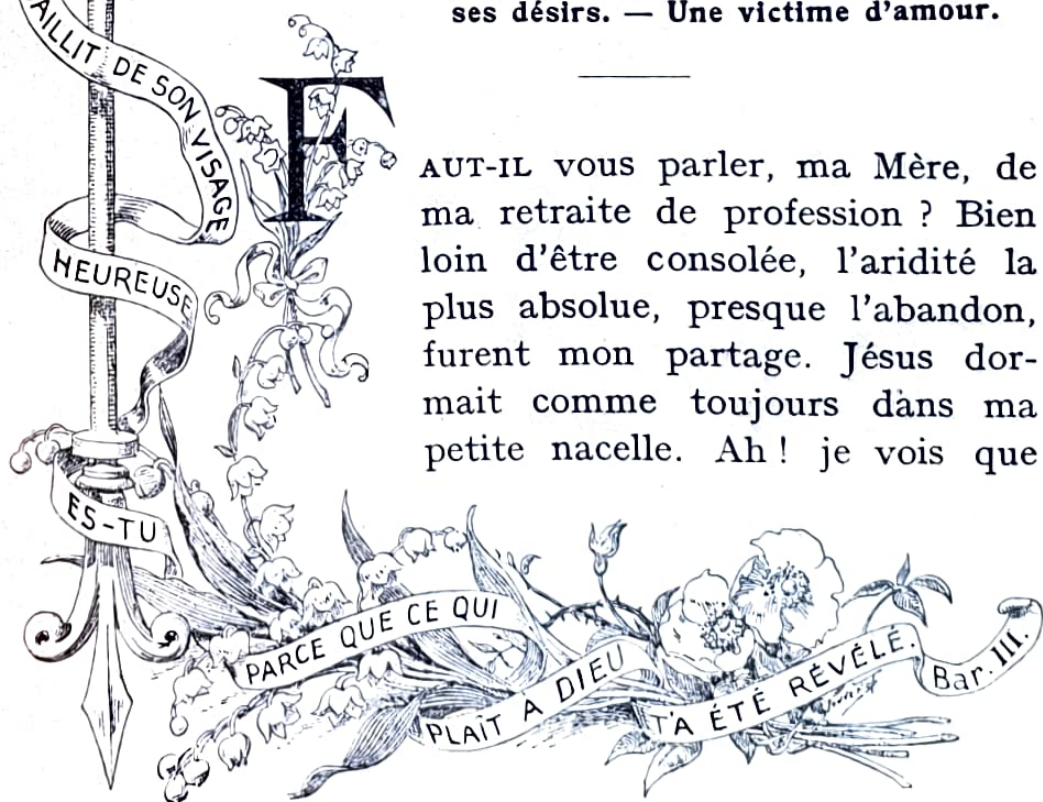 ses désirs. — Une victime d'amour.
FAUT-IL vous parler, ma Mère, de
ma retraite de profession ? Bien
loin d'être consolée, l'aridité la
plus absolue, presque l'abandon,
furent mon partage. Jésus dor-
mait comme toujours dans ma
petite nacelle. Ah ! je vois que
AILLIT DE SON VISAGE
HEUREUSE
ES-TU
PARCE QUE CE QUI
PLAIT A DIEU
T'A ÉTÉ RÉVÉLÉ.
Bar. III.